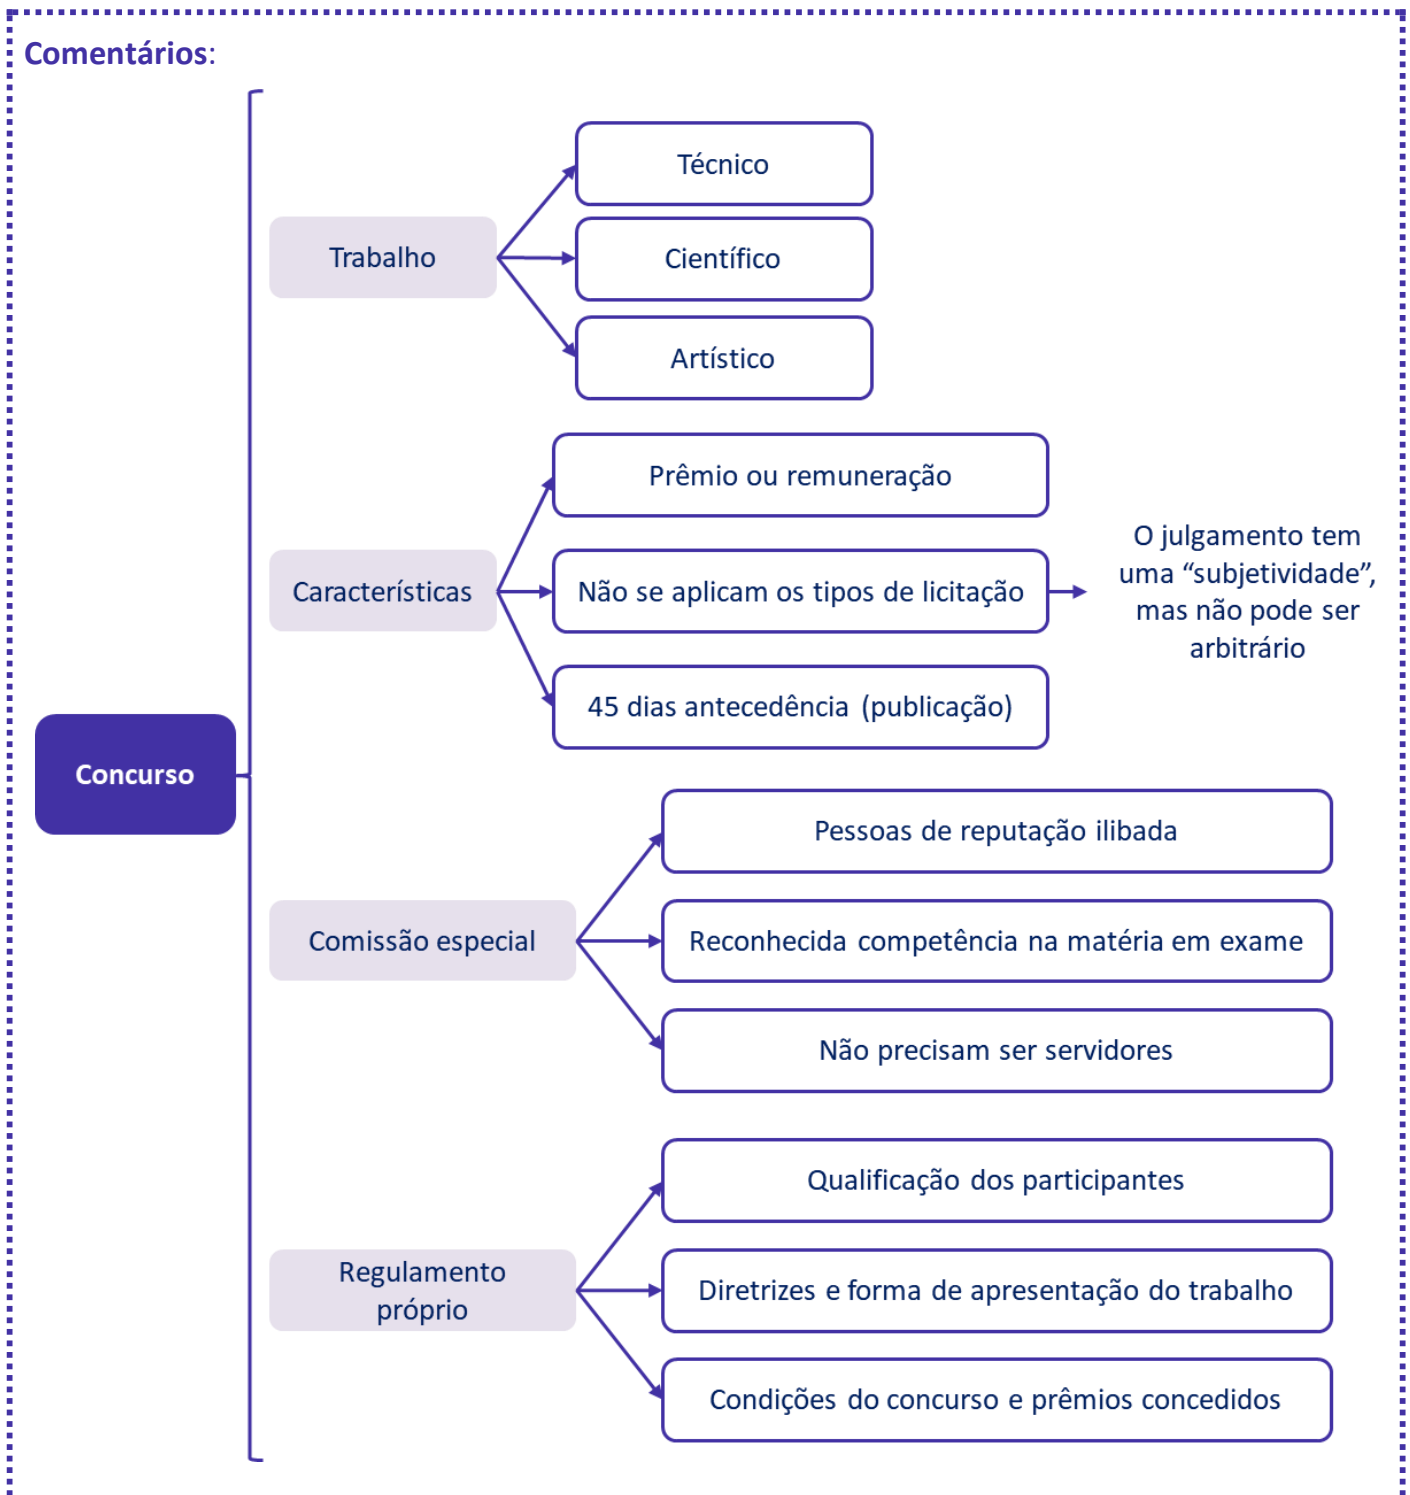 Comentários:
Técnico
Trabalho
Científico
Artístico
Prêmio ou remuneração
Características
Não se aplicam os tipos de licitação
O julgamento tem
uma “subjetividade”,
mas não pode ser
arbitrário
45 dias antecedência (publicação)
Concurso
Pessoas de reputação ilibada
Comissão especial
Reconhecida competência na matéria em exame
Não precisam ser servidores
Qualificação dos participantes
Regulamento
próprio
Diretrizes e forma de apresentação do trabalho
Condições do concurso e prêmios concedidos